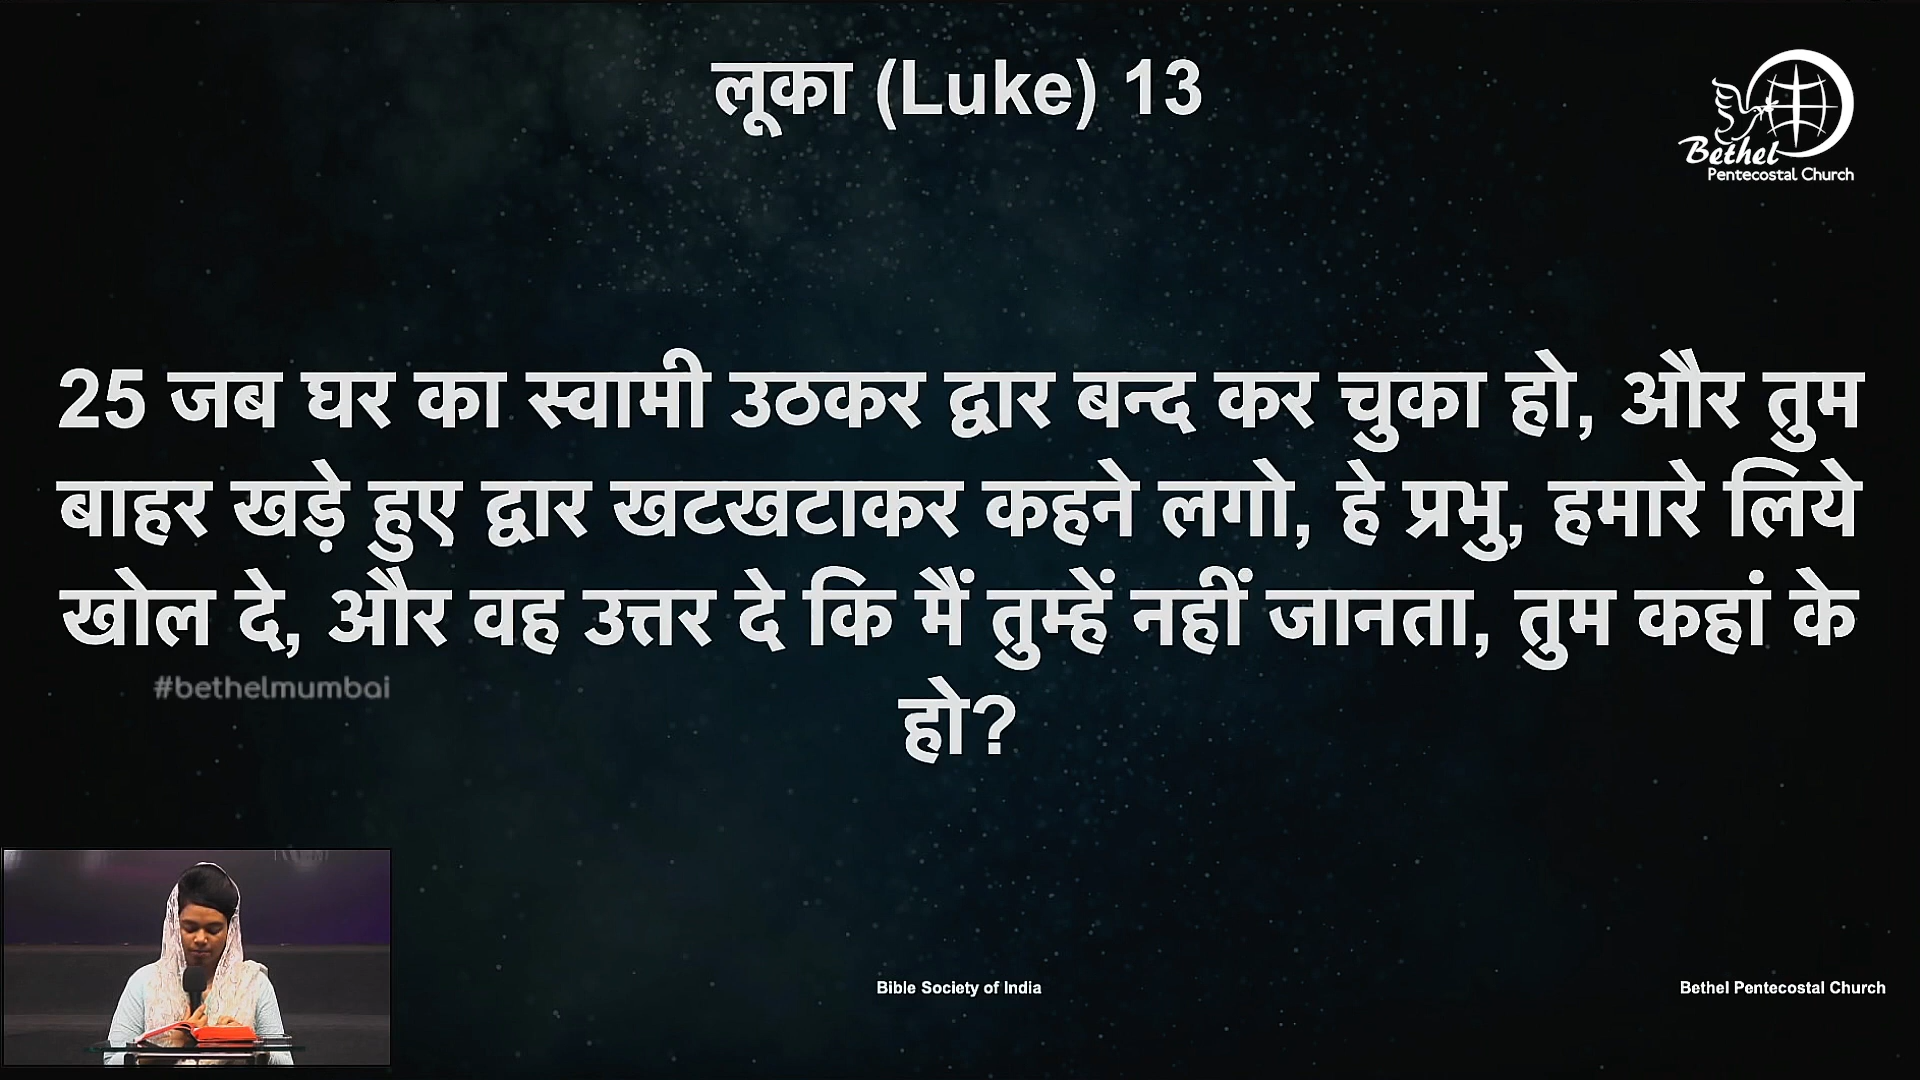 लूका (Luke) 13
Bethel
Pentecostal Church
25 जब घर का स्वामी उठकर द्वार बन्द कर चुका हो, और तुम
बाहर खड़े हुए द्वार खटखटाकर कहने लगो, हे प्रभु, हमारे लिये
खोल दे, और वह उत्तर दे कि मैं तुम्हें नहीं जानता, तुम कहां के
हो?
#bethelmumbai
Bible Society of India
Bethel Pentecostal Church